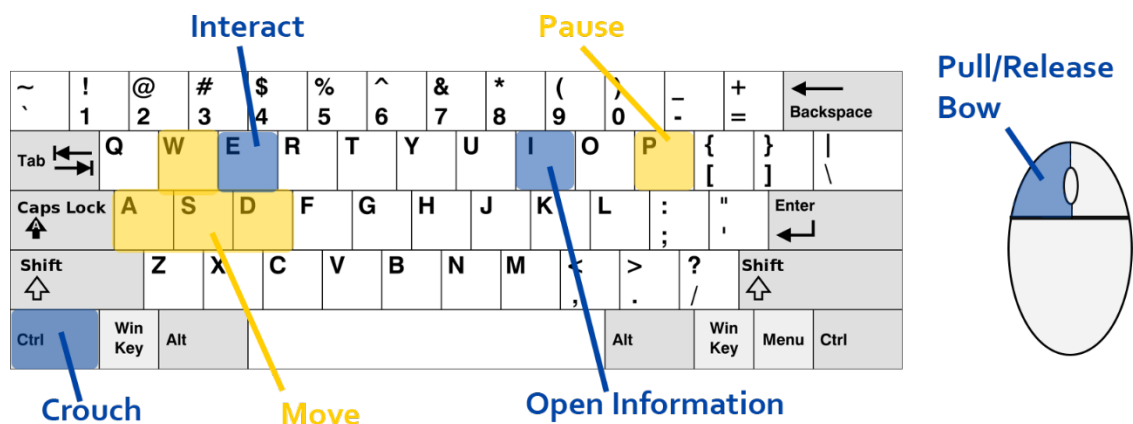 Interact
Pause
Pull/Release
Bow
~ ! @ # $ % ^ & * ( ) _ + Backspace
` 1 2 3 4 5 6 7 8 9 0 - =
Tab Q W E R T Y U I O P { } |
[ ] \
Caps Lock A S D F G H J K L : " Enter
A ; '
Shift Z X C V B N M < > ? Shift
, . /
Ctrl Win Key Alt Alt Win Key Menu Ctrl
Crouch
Move
Open Information